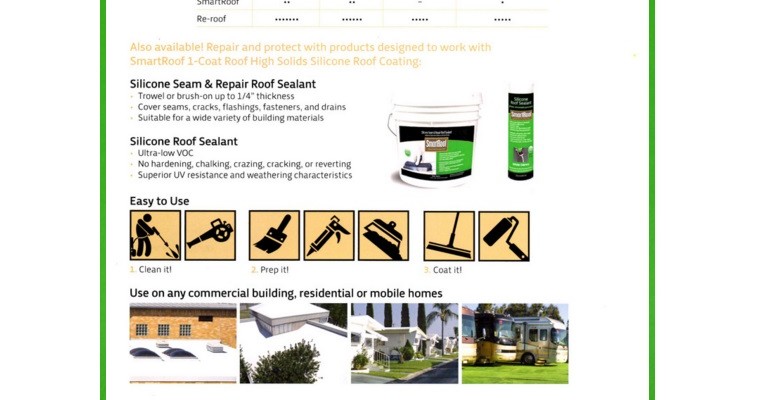 SmartRoof •• •• – •
Re-roof ••••••• •••••• ••••• •••••
Also available! Repair and protect with products designed to work with
SmartRoof 1-Coat Roof High Solids Silicone Roof Coating:
Silicone Seam & Repair Roof Sealant
• Trowel or brush-on up to 1/4" thickness
• Cover seams, cracks, flashings, fasteners, and drains
• Suitable for a wide variety of building materials
Silicone Roof Sealant
• Ultra-low VOC
• No hardening, chalking, crazing, cracking, or reverting
• Superior UV resistance and weathering characteristics
SmartRoof
Silicone
Roof Sealant
SmartRoof
Easy to Use
1. Clean it!
2. Prep it!
3. Coat it!
Use on any commercial building, residential or mobile homes